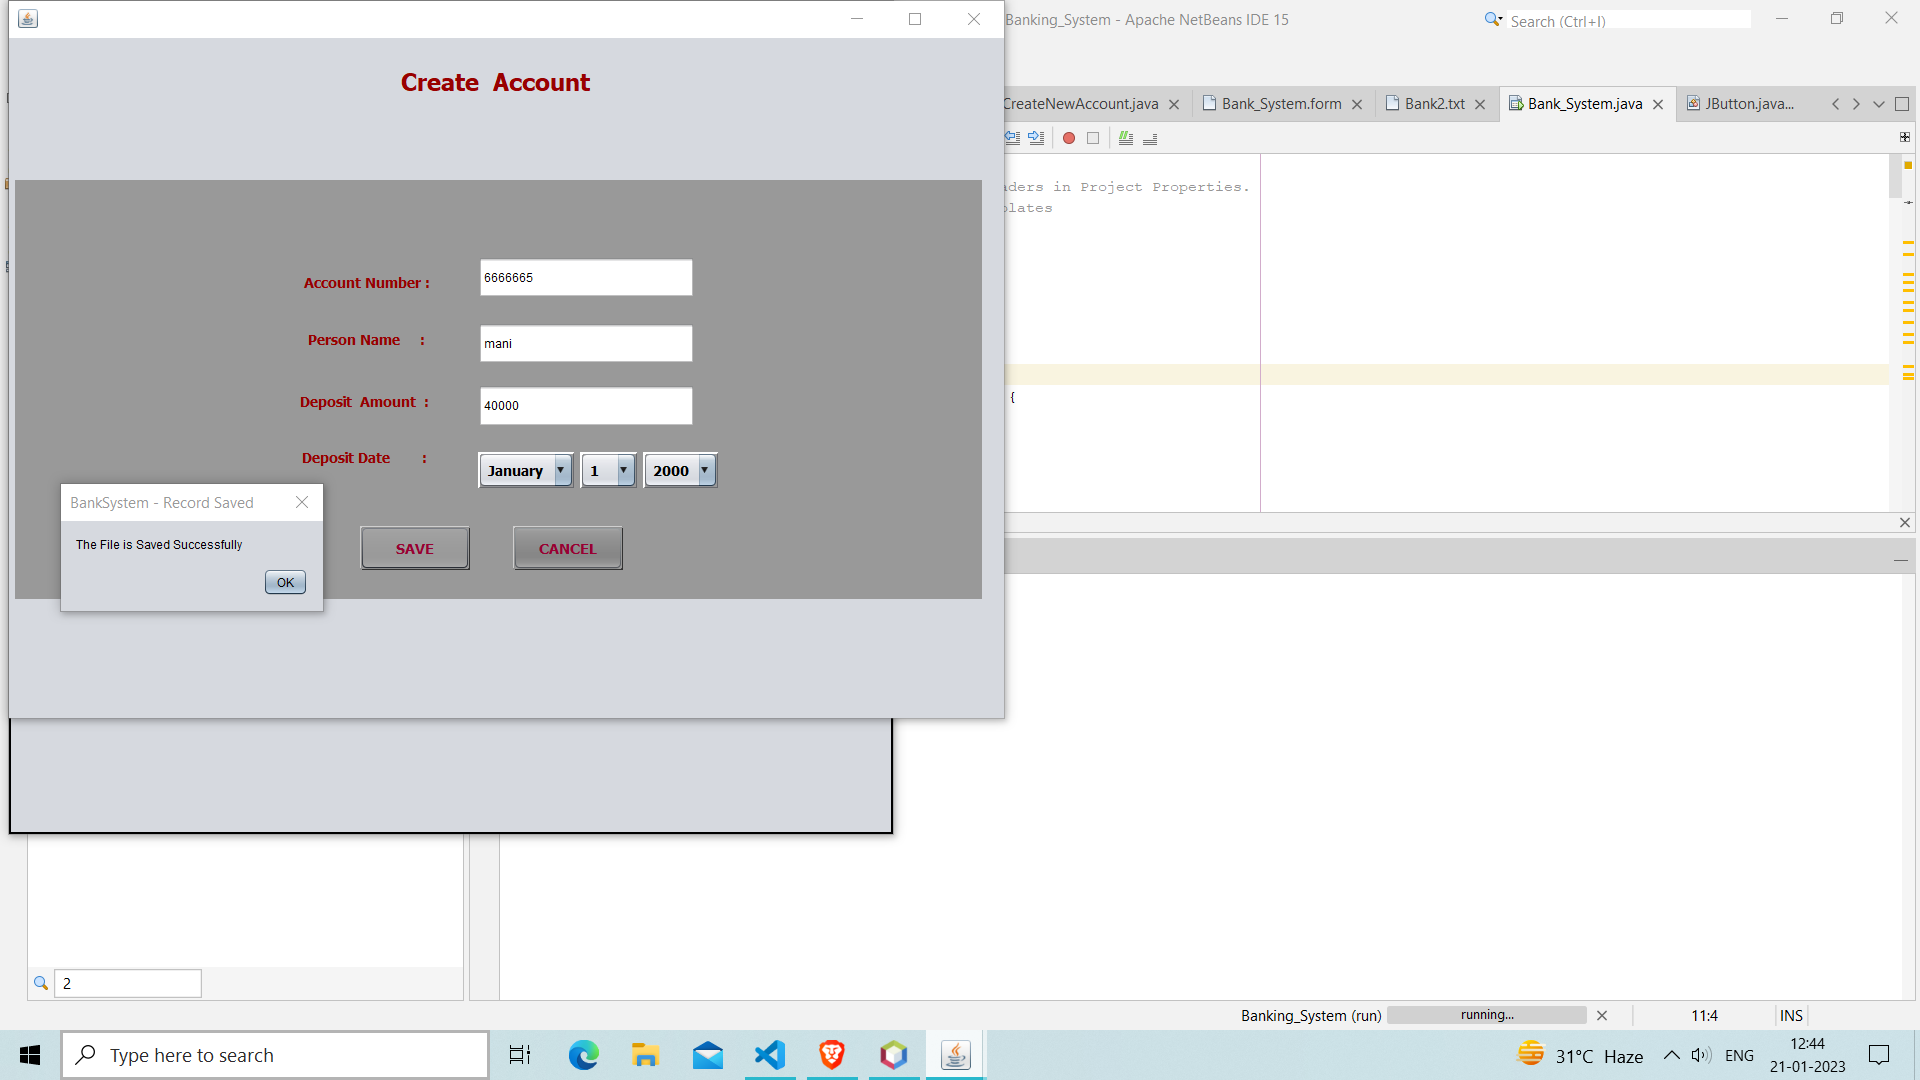 Banking_System - Apache NetBeans IDE 15
Search (Ctrl+I)
Create Account
CreateNewAccount.java
Bank_System.form
Bank2.txt
Bank_System.java
JButton.java...
in Project Properties.
Account Number :
6666665
Person Name :
mani
{
Deposit Amount :
40000
Deposit Date :
January
1
2000
BankSystem - Record Saved
The File is Saved Successfully
OK
SAVE
CANCEL
2
Banking_System (run)
running...
11:4
INS
Type here to search
31°C Haze
ENG
12:44
21-01-2023